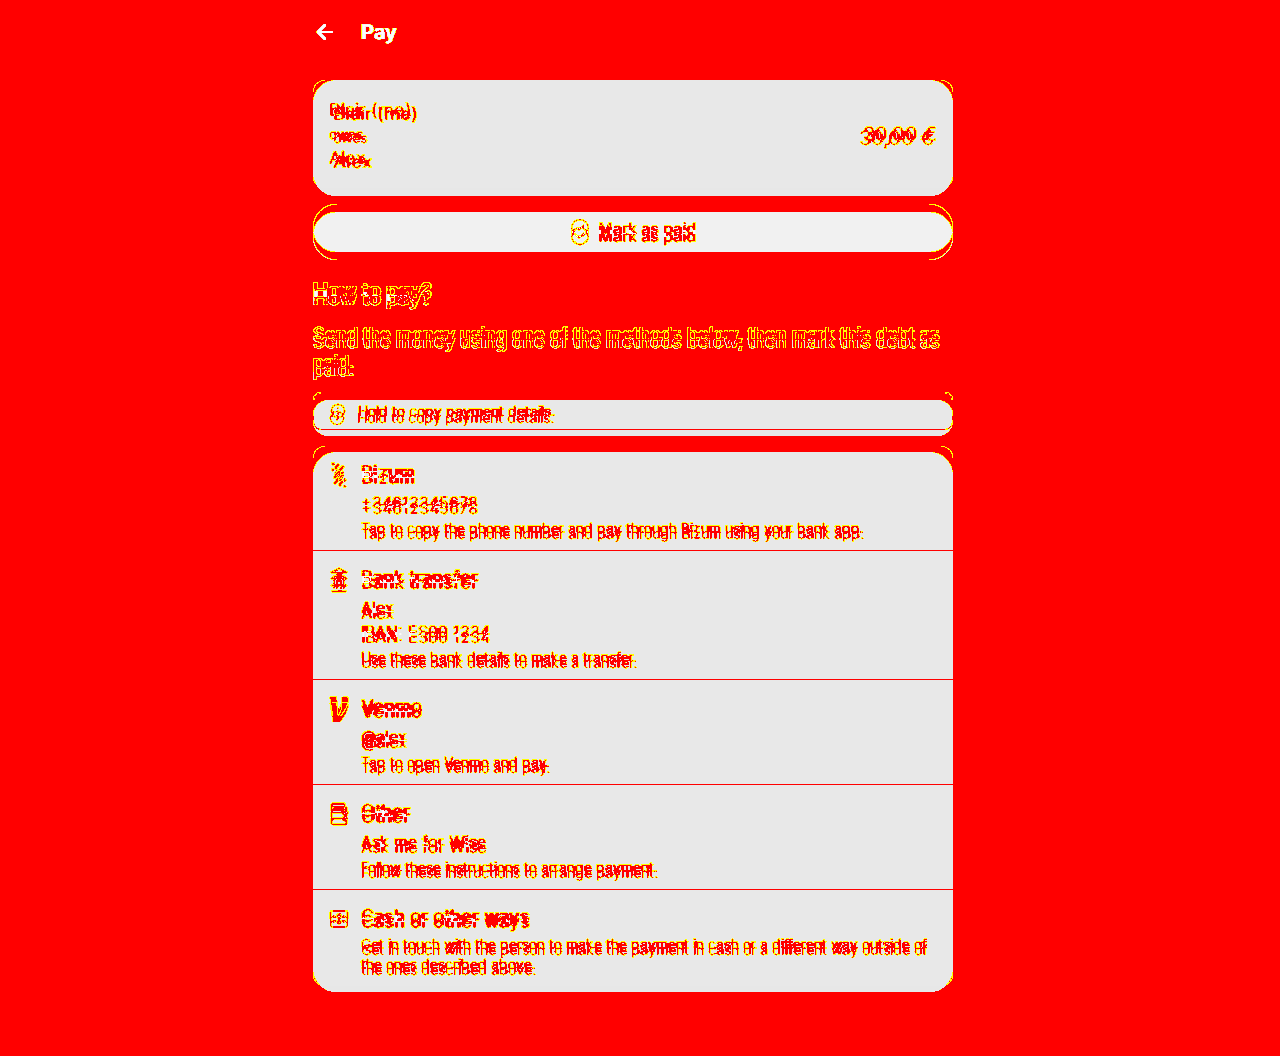 Pay
Blair (me)
owes
Alex
30,00 €
Mark as paid
How to pay?
Send the money using one of the methods below, then mark this debt as
paid.
Hold to copy payment details.
Bizum
+34612345678
Tap to copy the phone number and pay through Bizum using your bank app.
Bank transfer
Alex
IBAN: ES00 1234
Use these bank details to make a transfer.
Venmo
@alex
Tap to open Venmo and pay.
Other
Ask me for Wise
Follow these instructions to arrange payment.
Cash or other ways
Get in touch with the person to make the payment in cash or a different way outside of
the ones described above.